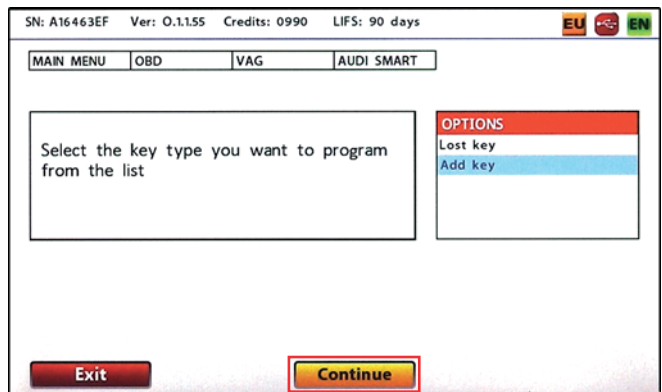 SN: A16463EF Ver: 0.1.1.55 Credits: 0990 LIFS: 90 days EU EN
MAIN MENU OBD VAG AUDI SMART
OPTIONS
Select the key type you want to program
from the list
Lost key
Add key
Exit Continue